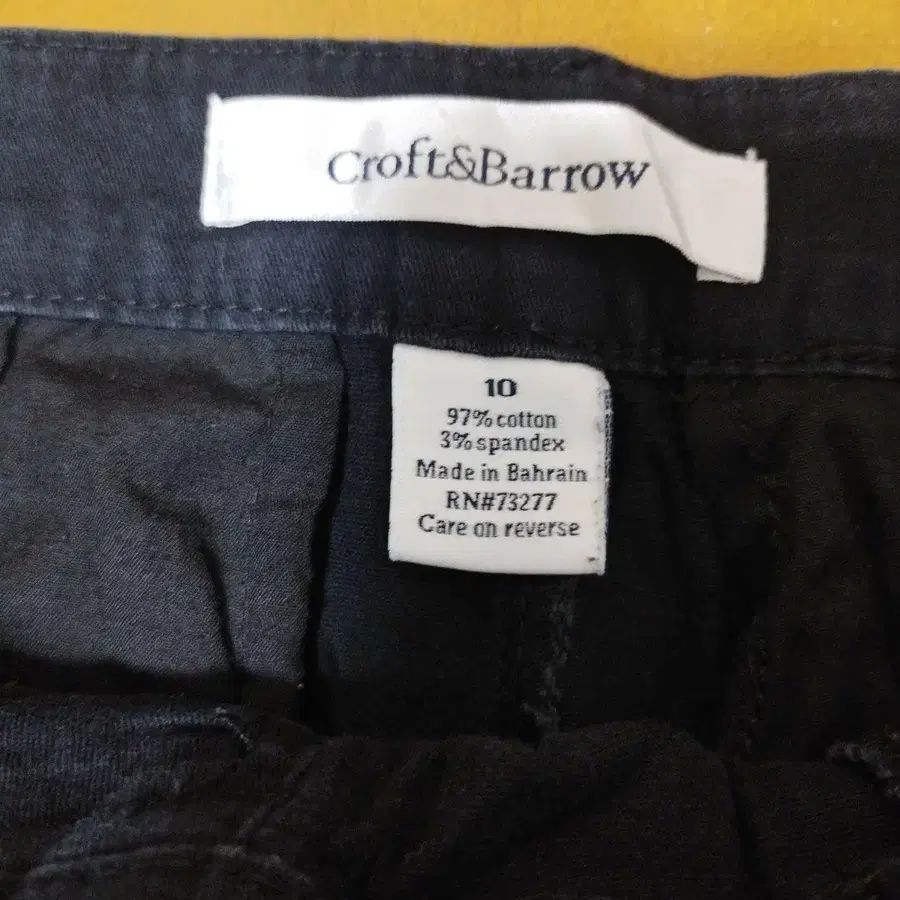 Croft&Barrow
10
97% cotton
3% spandex
Made in Bahrain
RN#73277
Care on reverse